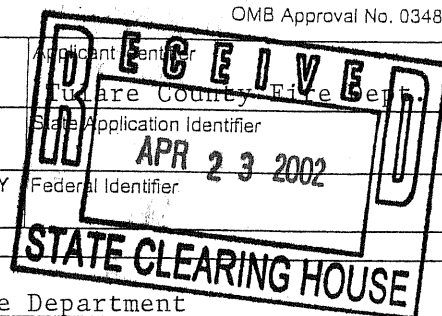 OMB Approval No. 0348
Applicant Identifier
RECEIVED
Tulare County Fire Dept.
State Application Identifier
APR 23 2002
Y Federal Identifier
STATE CLEARING HOUSE
e Department